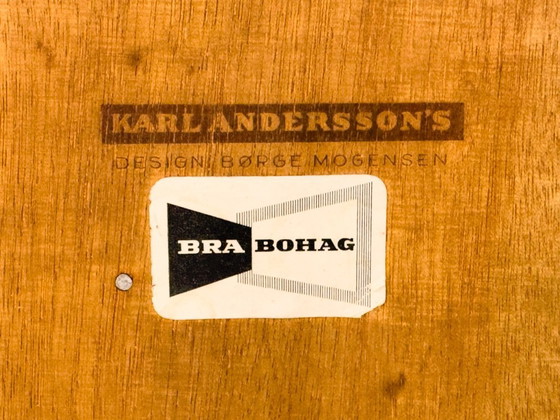 KARL ANDERSSON'S
DESIGN: BØRGE MOGENSEN
BRA BOHAG